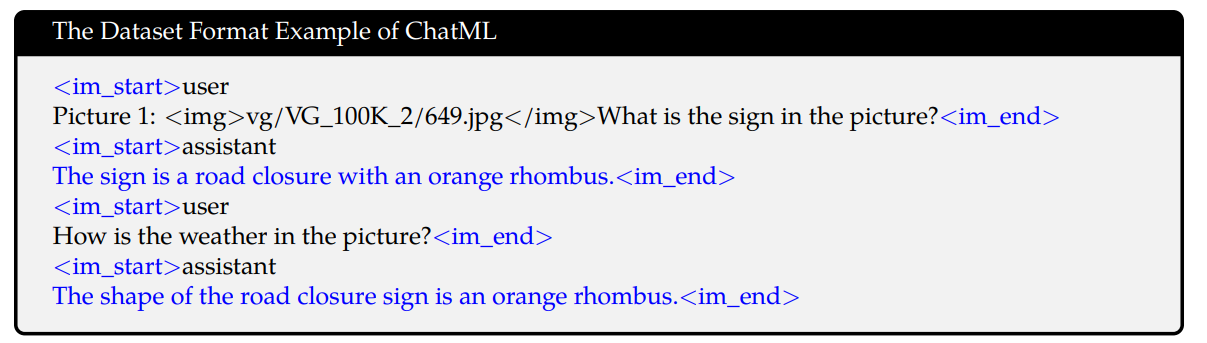 The Dataset Format Example of ChatML
<im_start>user
Picture 1: <img>vg/VG_100K_2/649.jpg</img>What is the sign in the picture?<im_end>
<im_start>assistant
The sign is a road closure with an orange rhombus.<im_end>
<im_start>user
How is the weather in the picture?<im_end>
<im_start>assistant
The shape of the road closure sign is an orange rhombus.<im_end>